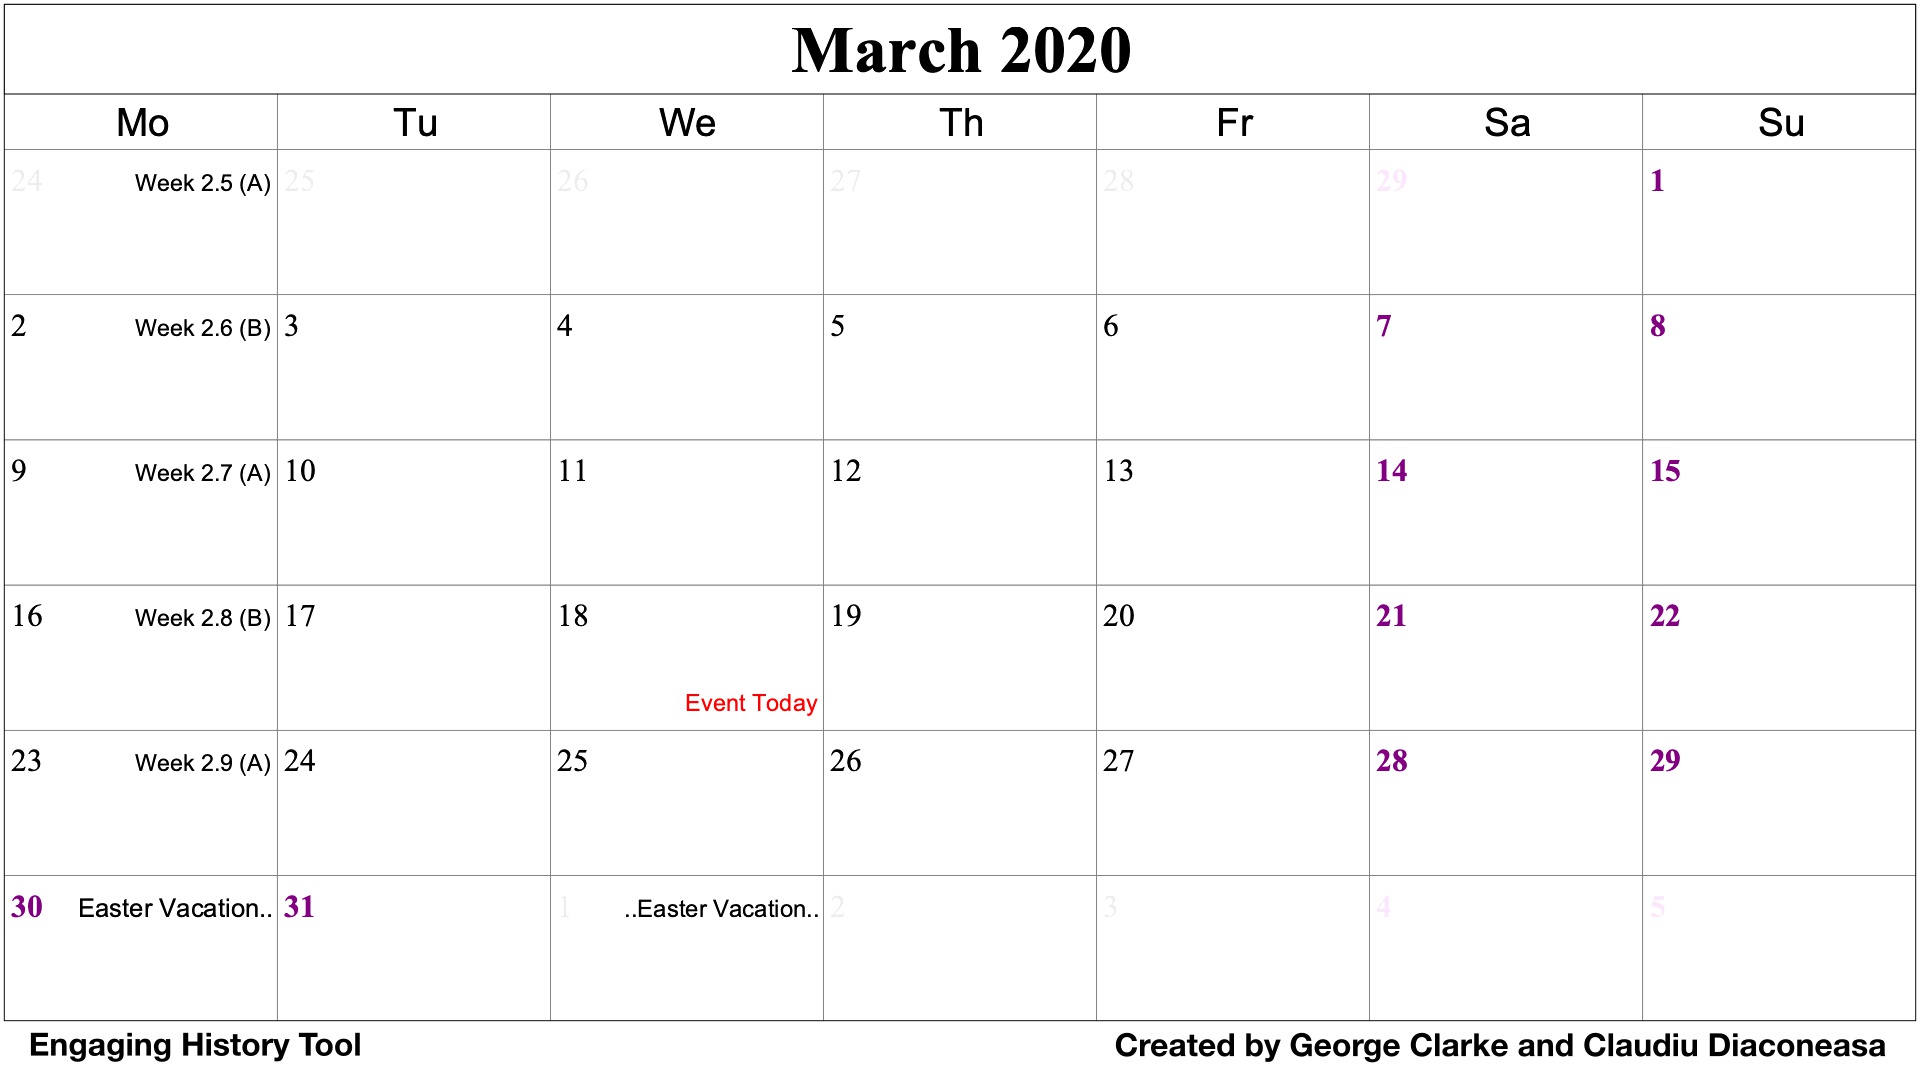 March 2020
Mo Tu We Th Fr Sa Su
24 Week 2.5 (A) 25 26 27 28 29 1
2 Week 2.6 (B) 3 4 5 6 7 8
9 Week 2.7 (A) 10 11 12 13 14 15
16 Week 2.8 (B) 17 18 19 20 21 22
Event Today
23 Week 2.9 (A) 24 25 26 27 28 29
30 Easter Vacation.. 31 1 ..Easter Vacation.. 2 3 4 5
Engaging History Tool Created by George Clarke and Claudiu Diaconeasa